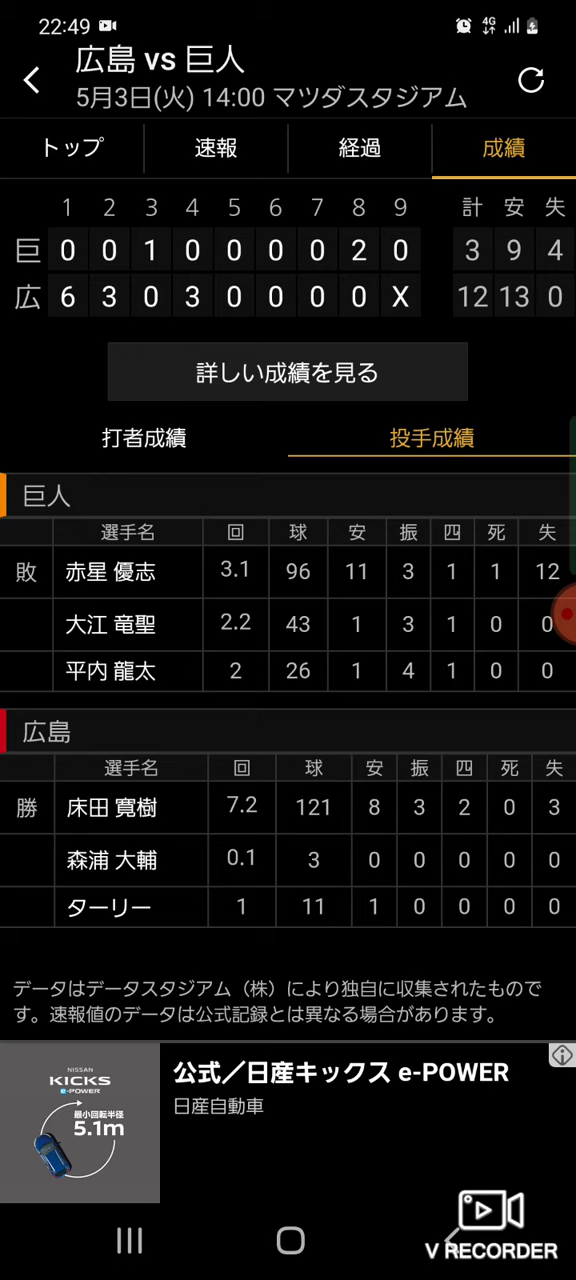 22:49
4G
広島 vs 巨人
5月3日(火) 14:00 マツダスタジアム
トップ 速報 経過 成績
1 2 3 4 5 6 7 8 9 計 安 失
巨 0 0 1 0 0 0 0 2 0 3 9 4
広 6 3 0 3 0 0 0 0 X 12 13 0
詳しい成績を見る
打者成績 投手成績
巨人
選手名 回 球 安 振 四 死 失
敗 赤星 優志 3.1 96 11 3 1 1 12
大江 竜聖 2.2 43 1 3 1 0 0
平内 龍太 2 26 1 4 1 0 0
広島
選手名 回 球 安 振 四 死 失
勝 床田 寛樹 7.2 121 8 3 2 0 3
森浦 大輔 0.1 3 0 0 0 0 0
ターリー 1 11 1 0 0 0 0
データはデータスタジアム（株）により独自に収集されたもので
す。速報値のデータは公式記録とは異なる場合があります。
NISSAN
KICKS
e-POWER
最小回転半径
5.1m
公式／日産キックス e-POWER
日産自動車
V RECORDER